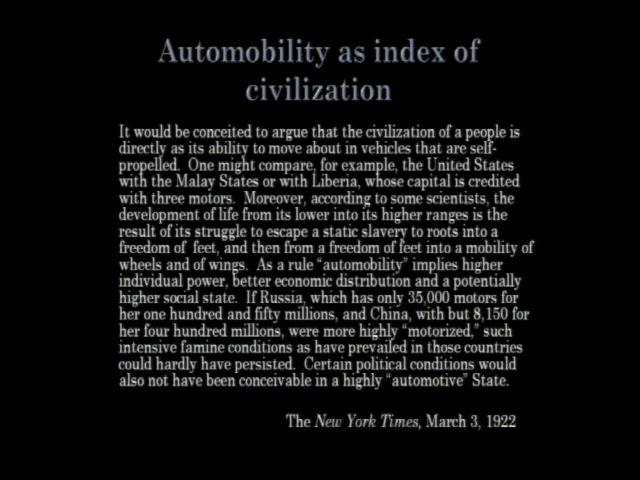 Automobility as index of
civilization
It would be conceited to argue that the civilization of a people is
directly as its ability to move about in vehicles that are self-
propelled.  One might compare, for example, the United States
with the Malay States or with Liberia, whose capital is credited
with three motors.  Moreover, according to some scientists, the
development of life from its lower into its higher ranges is the
result of its struggle to escape a static slavery to roots into a
freedom of feet, and then from a freedom of feet into a mobility of
wheels and of wings.  As a rule “automobility” implies higher
individual power, better economic distribution and a potentially
higher social state.  If Russia, which has only 35,000 motors for
her one hundred and fifty millions, and China, with but 8,150 for
her four hundred millions, were more highly “motorized,” such
intensive famine conditions as have prevailed in those countries
could hardly have persisted.  Certain political conditions would
also not have been conceivable in a highly “automotive” State.
The New York Times, March 3, 1922